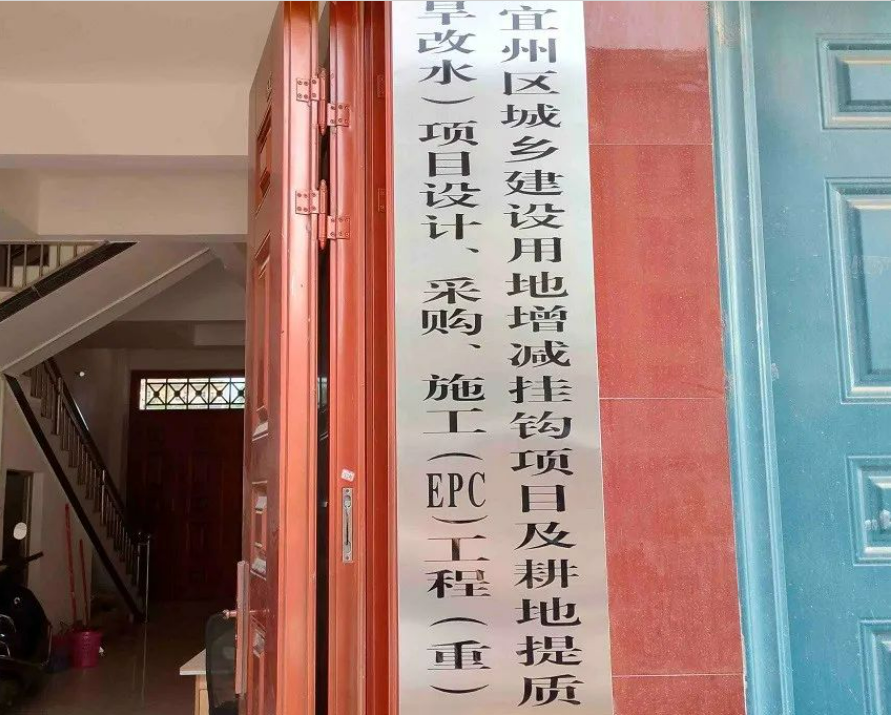 宜州区城乡建设用地增减挂钩项目及耕地提质
旱改水）项目设计、采购、施工（EPC）工程（重）